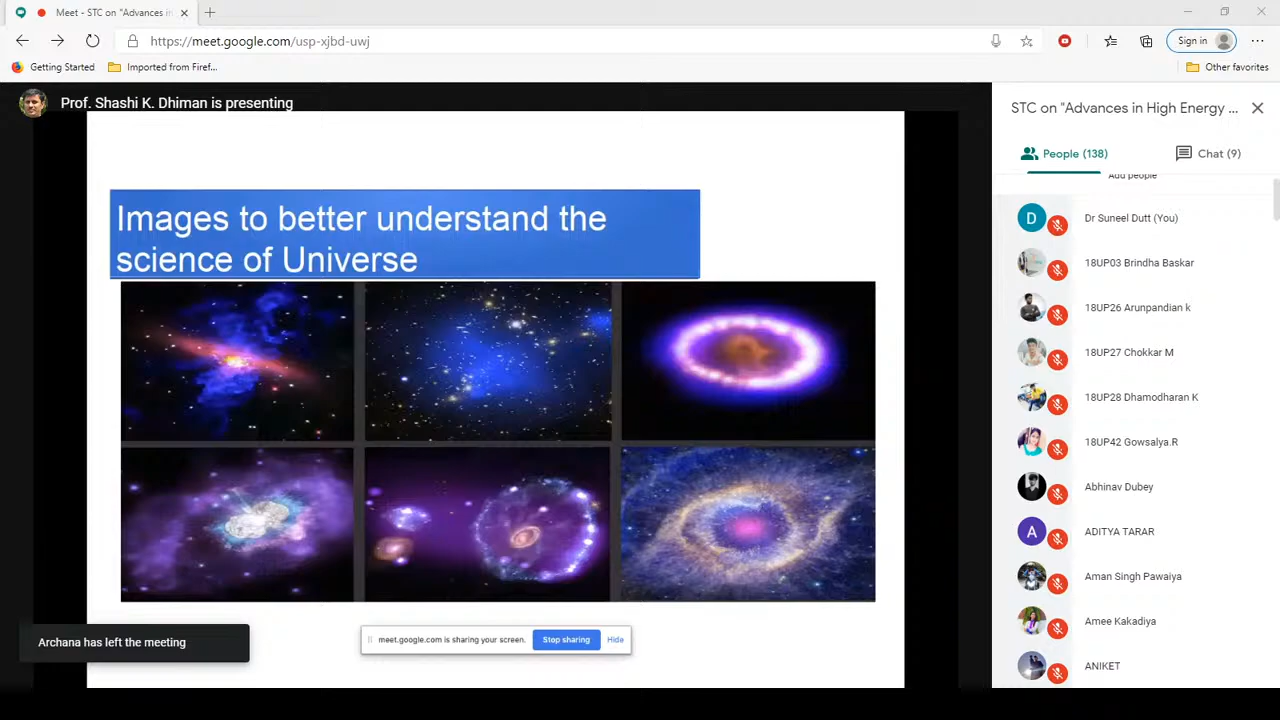 Meet - STC on "Advances in
https://meet.google.com/usp-xjbd-uwj
Sign in
Getting Started
Imported from Firef...
Other favorites
Prof. Shashi K. Dhiman is presenting
Images to better understand the
science of Universe
Archana has left the meeting
meet.google.com is sharing your screen.
Stop sharing
Hide
STC on "Advances in High Energy ...
People (138)
Chat (9)
Add people
D
Dr Suneel Dutt (You)
18UP03 Brindha Baskar
18UP26 Arunpandian k
18UP27 Chokkar M
18UP28 Dhamodharan K
18UP42 Gowsalya.R
Abhinav Dubey
A
ADITYA TARAR
Aman Singh Pawaiya
Amee Kakadiya
ANIKET